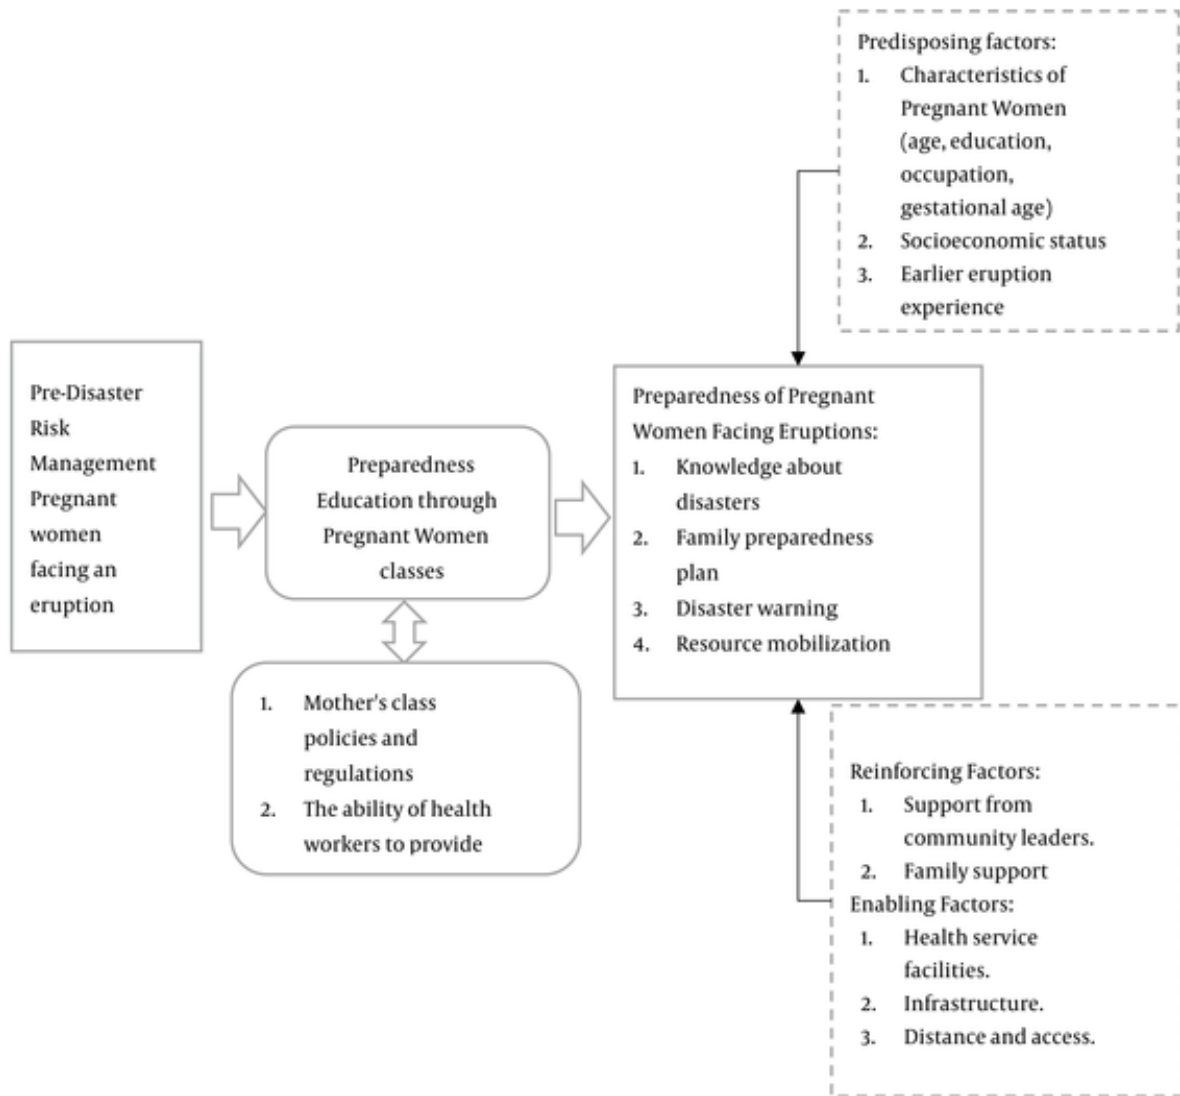 Predisposing factors:
1. Characteristics of
Pregnant Women
(age, education,
occupation,
gestational age)
2. Socioeconomic status
3. Earlier eruption
experience
Pre-Disaster
Risk
Management
Pregnant
women
facing an
eruption
Preparedness
Education through
Pregnant Women
classes
Preparedness of Pregnant
Women Facing Eruptions:
1. Knowledge about
disasters
2. Family preparedness
plan
3. Disaster warning
4. Resource mobilization
1. Mother's class
policies and
regulations
2. The ability of health
workers to provide
Reinforcing Factors:
1. Support from
community leaders.
2. Family support
Enabling Factors:
1. Health service
facilities.
2. Infrastructure.
3. Distance and access.